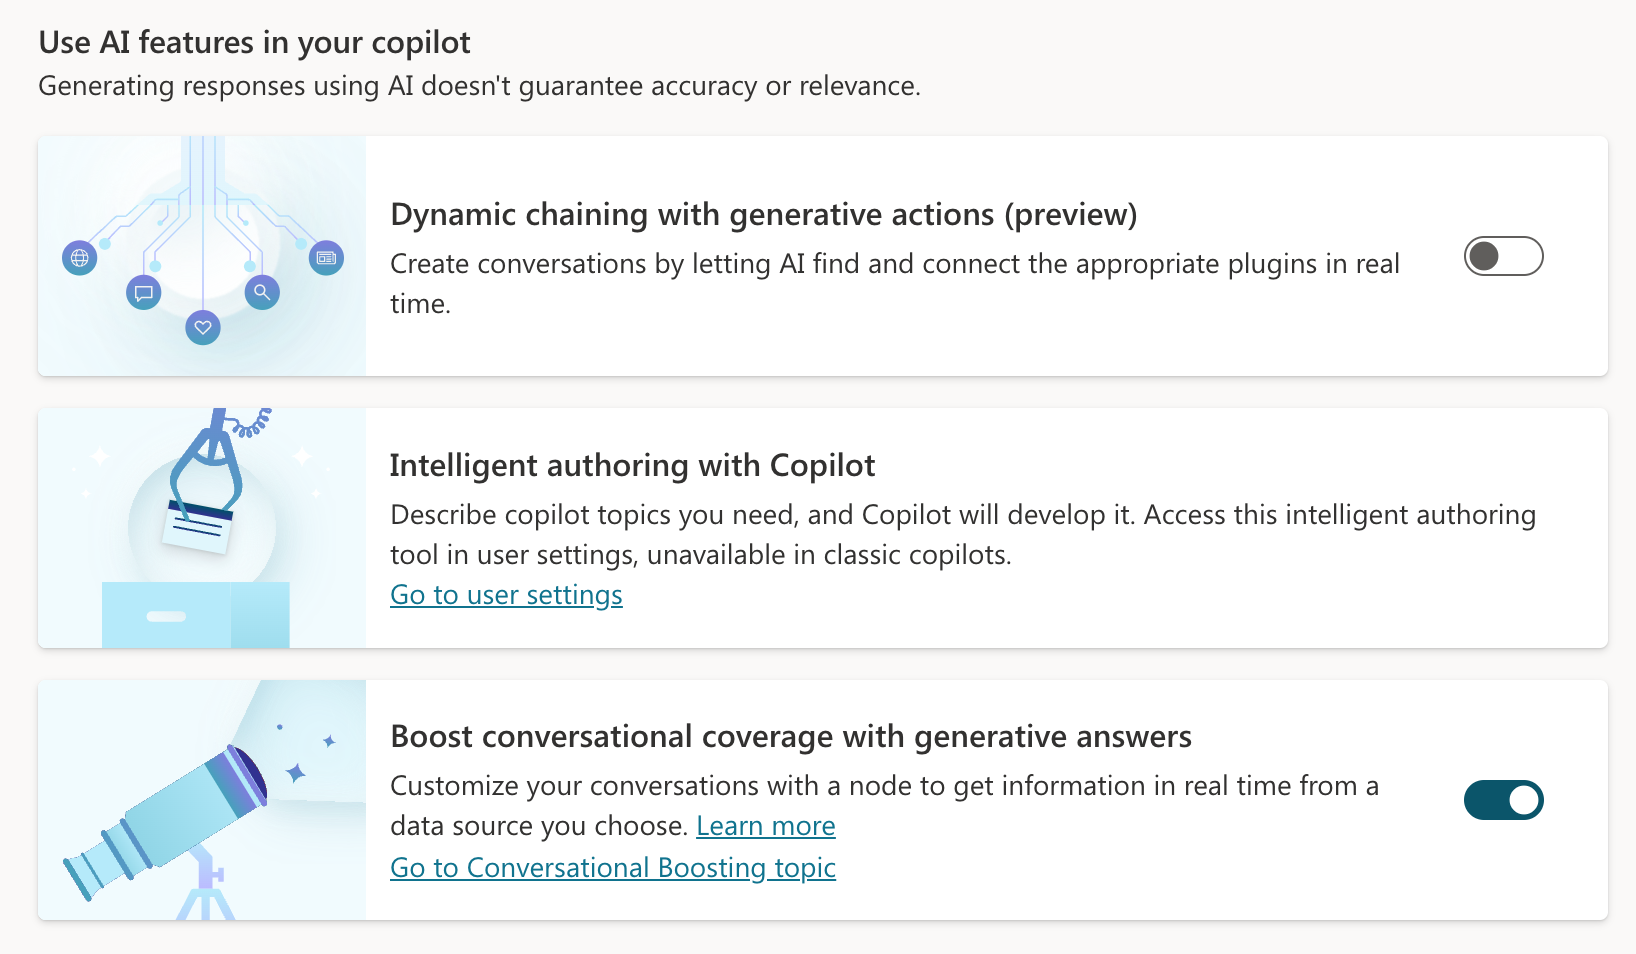 Use AI features in your copilot
Generating responses using AI doesn't guarantee accuracy or relevance.
Dynamic chaining with generative actions (preview)
Create conversations by letting AI find and connect the appropriate plugins in real
time.
Intelligent authoring with Copilot
Describe copilot topics you need, and Copilot will develop it. Access this intelligent authoring
tool in user settings, unavailable in classic copilots.
Go to user settings
Boost conversational coverage with generative answers
Customize your conversations with a node to get information in real time from a
data source you choose. Learn more
Go to Conversational Boosting topic